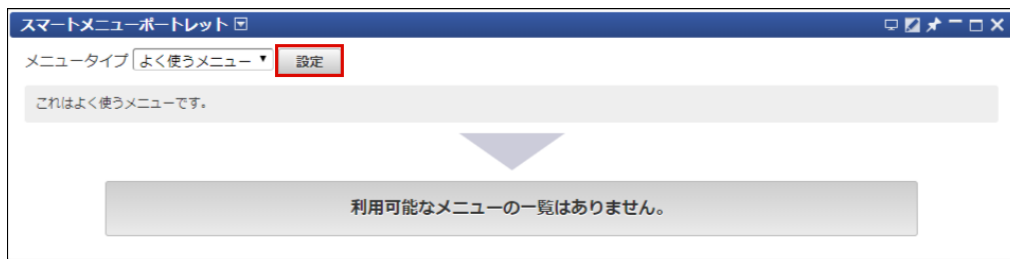 スマートメニューポートレット
メニュータイプ よく使うメニュー 設定
これはよく使うメニューです。
利用可能なメニューの一覧はありません。